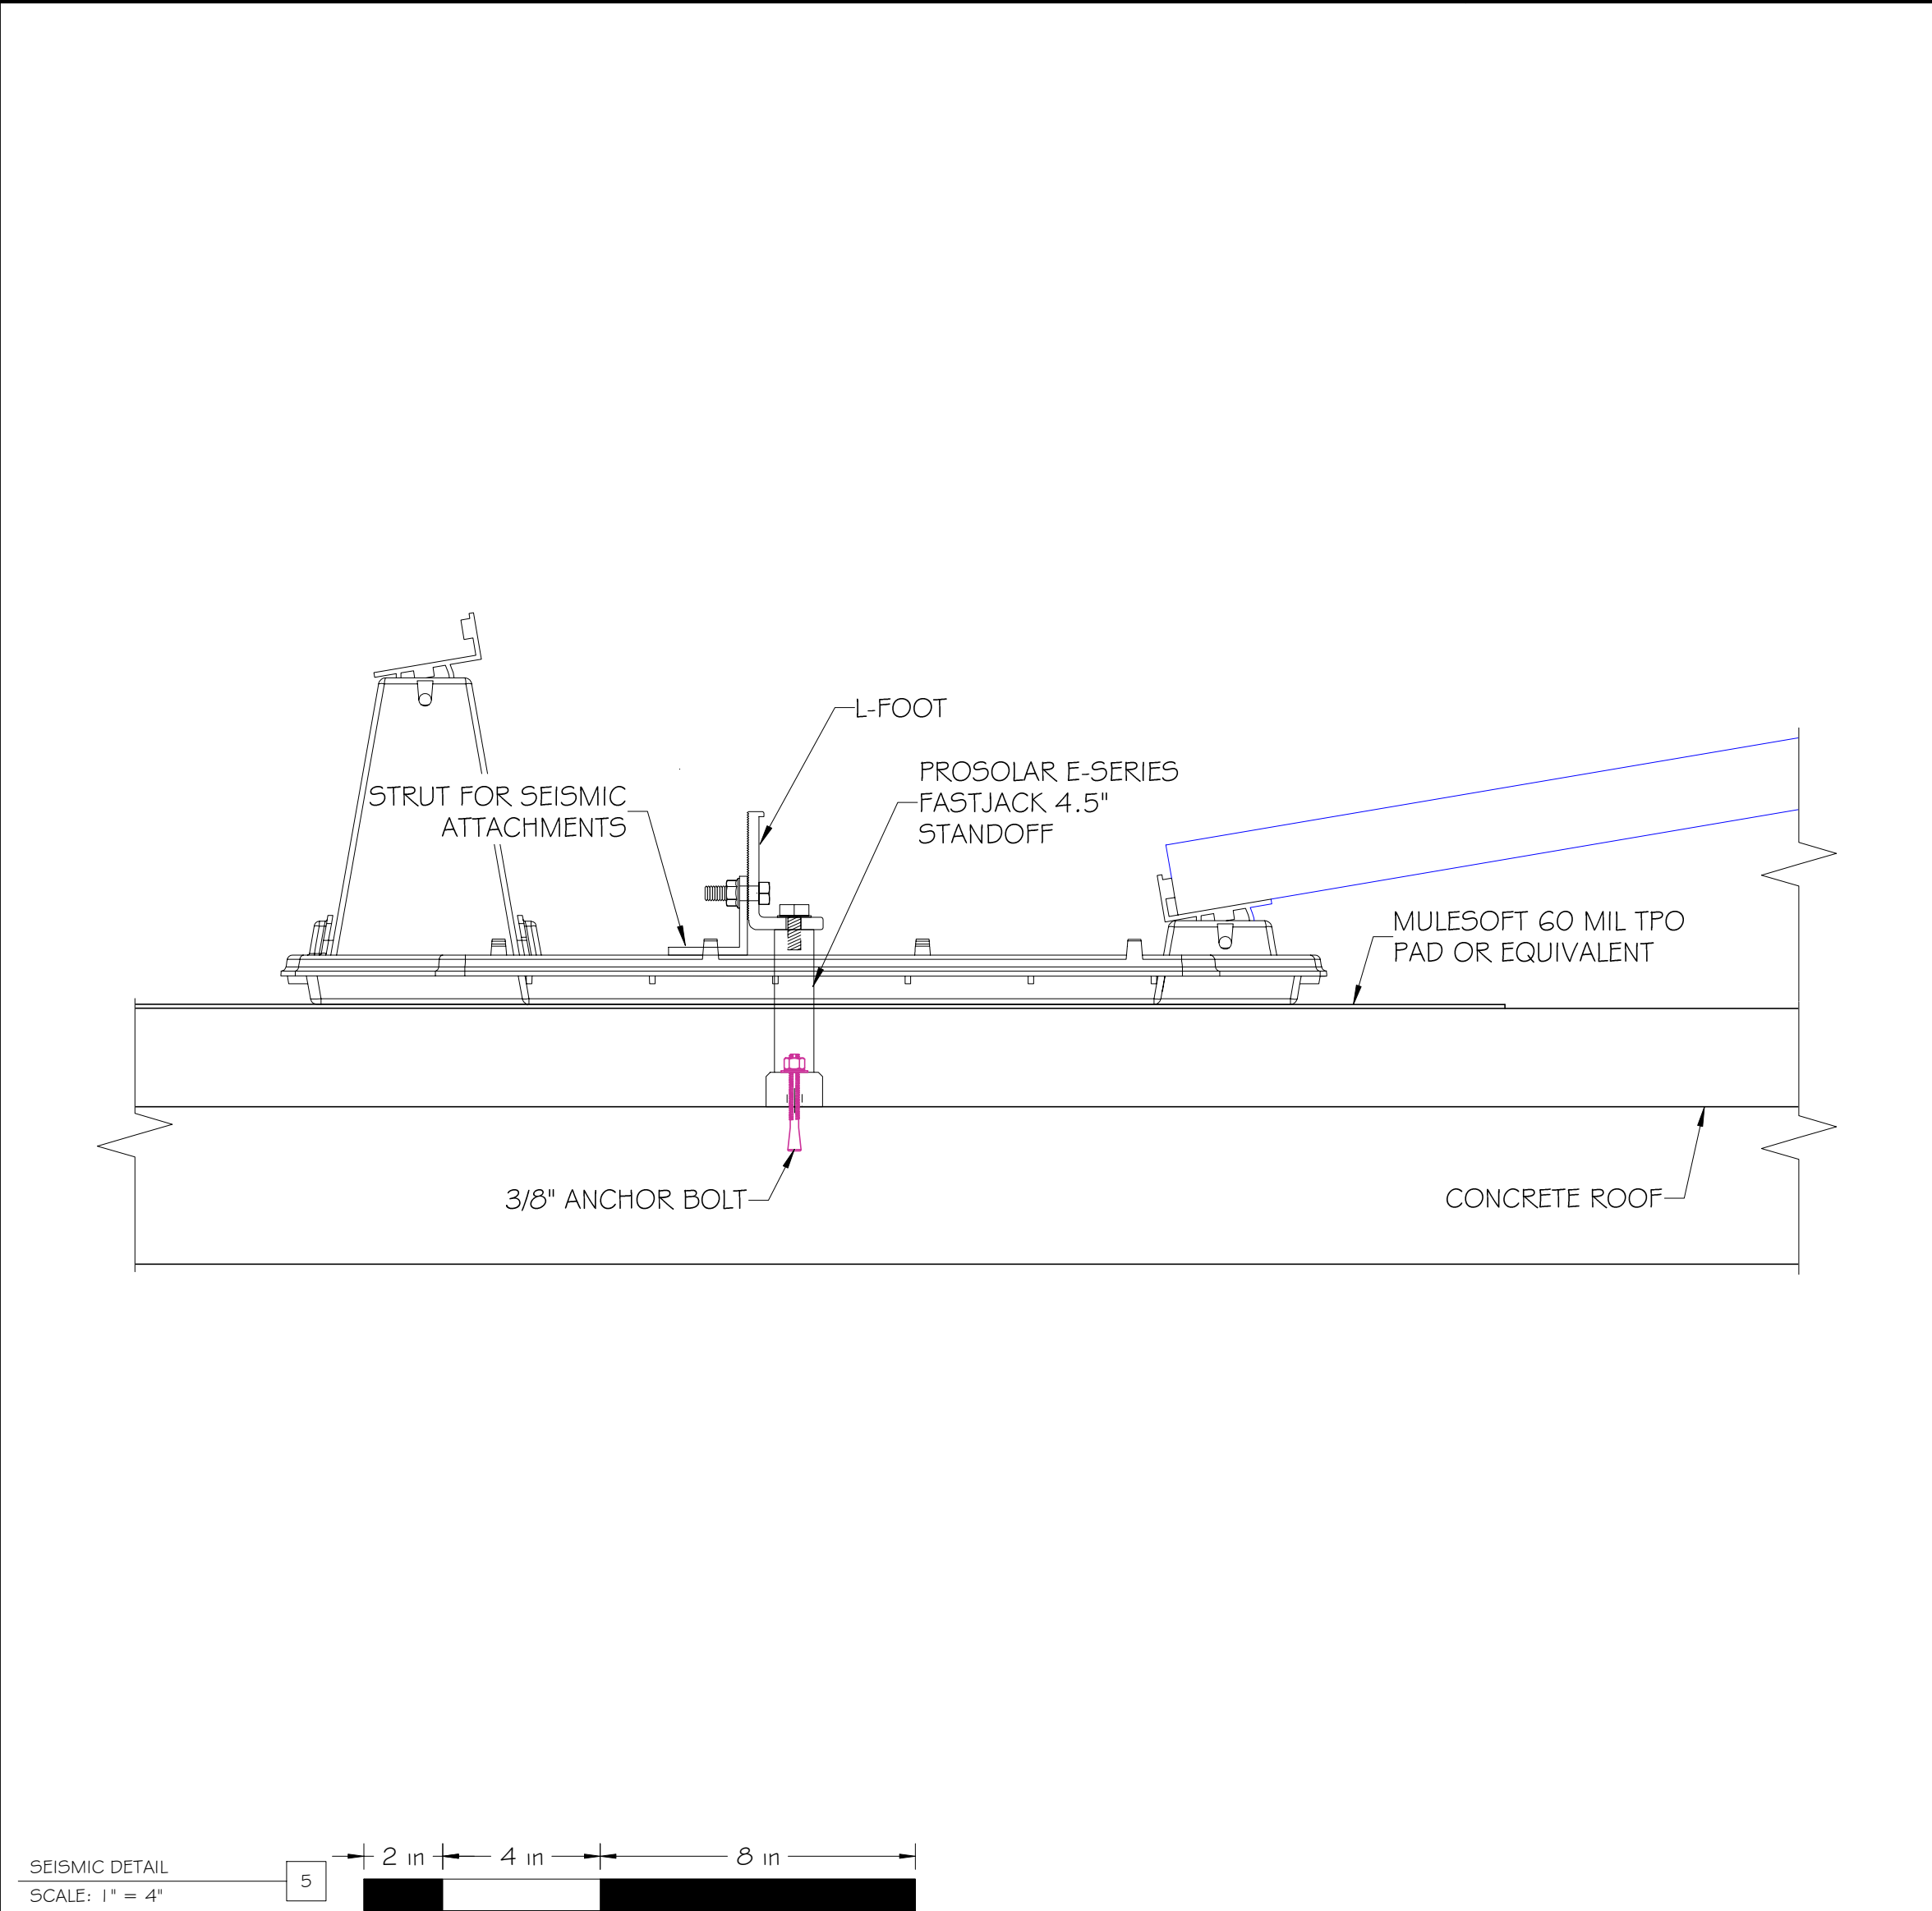 L-FOOT
PROSOLAR E-SERIES
FASTJACK 4.5"
STANDOFF
STRUT FOR SEISMIC
ATTACHMENTS
MULESOFT 60 MIL TPO
PAD OR EQUIVALENT
3/8" ANCHOR BOLT
CONCRETE ROOF
SEISMIC DETAIL
SCALE: 1" = 4"
5
2 in
4 in
8 in